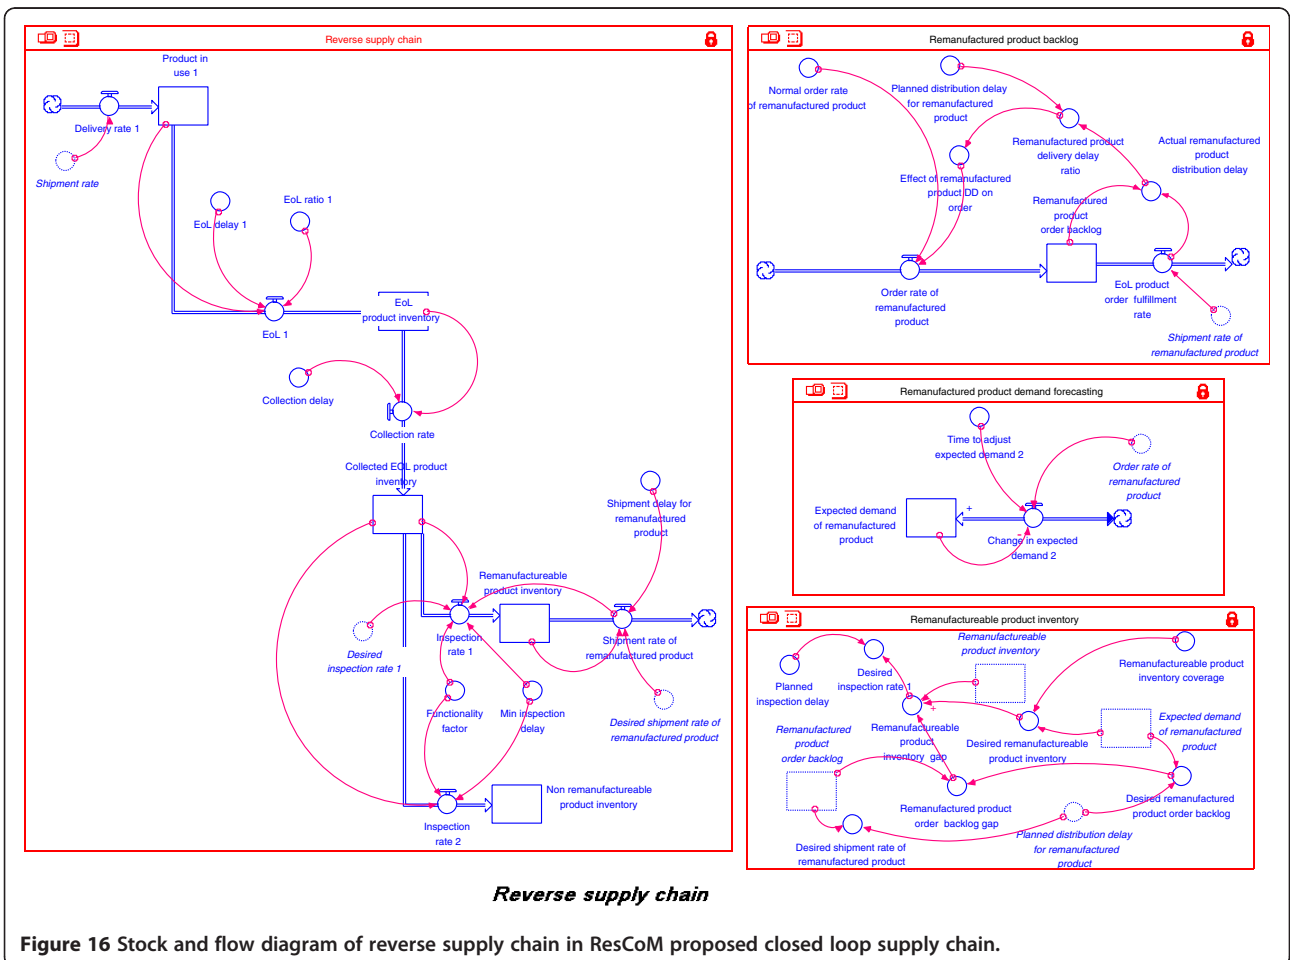 Reverse supply chain
Product in
use 1
Delivery rate 1
Shipment rate
EoL delay 1
EoL ratio 1
EoL 1
EoL
product inventory
Collection delay
Collection rate
Collected EOL product
inventory
Shipment delay for
remanufactured
product
Remanufactureable
product inventory
Inspection
rate 1
Shipment rate of
remanufactured product
Desired
inspection rate 1
Functionality
factor
Min inspection
delay
Desired shipment rate of
remanufactured product
Non remanufactureable
product inventory
Inspection
rate 2
Remanufactured product backlog
Normal order rate
of remanufactured product
Planned distribution delay
for remanufactured
product
Remanufactured product
delivery delay
ratio
Actual remanufactured
product
distribution delay
Effect of remanufactured
product DD on
order
Remanufactured
product
order backlog
Order rate of
remanufactured
product
EoL product
order fulfillment
rate
Shipment rate of
remanufactured product
Remanufactured product demand forecasting
Time to adjust
expected demand 2
Order rate of
remanufactured
product
Expected demand
of remanufactured
product
+
-
Change in expected
demand 2
Remanufactureable product inventory
Planned
inspection delay
Desired
inspection rate 1
Remanufactureable
product inventory
Remanufactureable product
inventory coverage
+
Remanufactureable
product
inventory gap
Desired remanufactureable
product inventory
Expected demand
of remanufactured
product
Remanufactured
product
order backlog
Remanufactured product
order backlog gap
Desired remanufactured
product order backlog
Desired shipment rate of
remanufactured product
Planned distribution delay
for remanufactured
product
Reverse supply chain
Figure 16 Stock and flow diagram of reverse supply chain in ResCoM proposed closed loop supply chain.